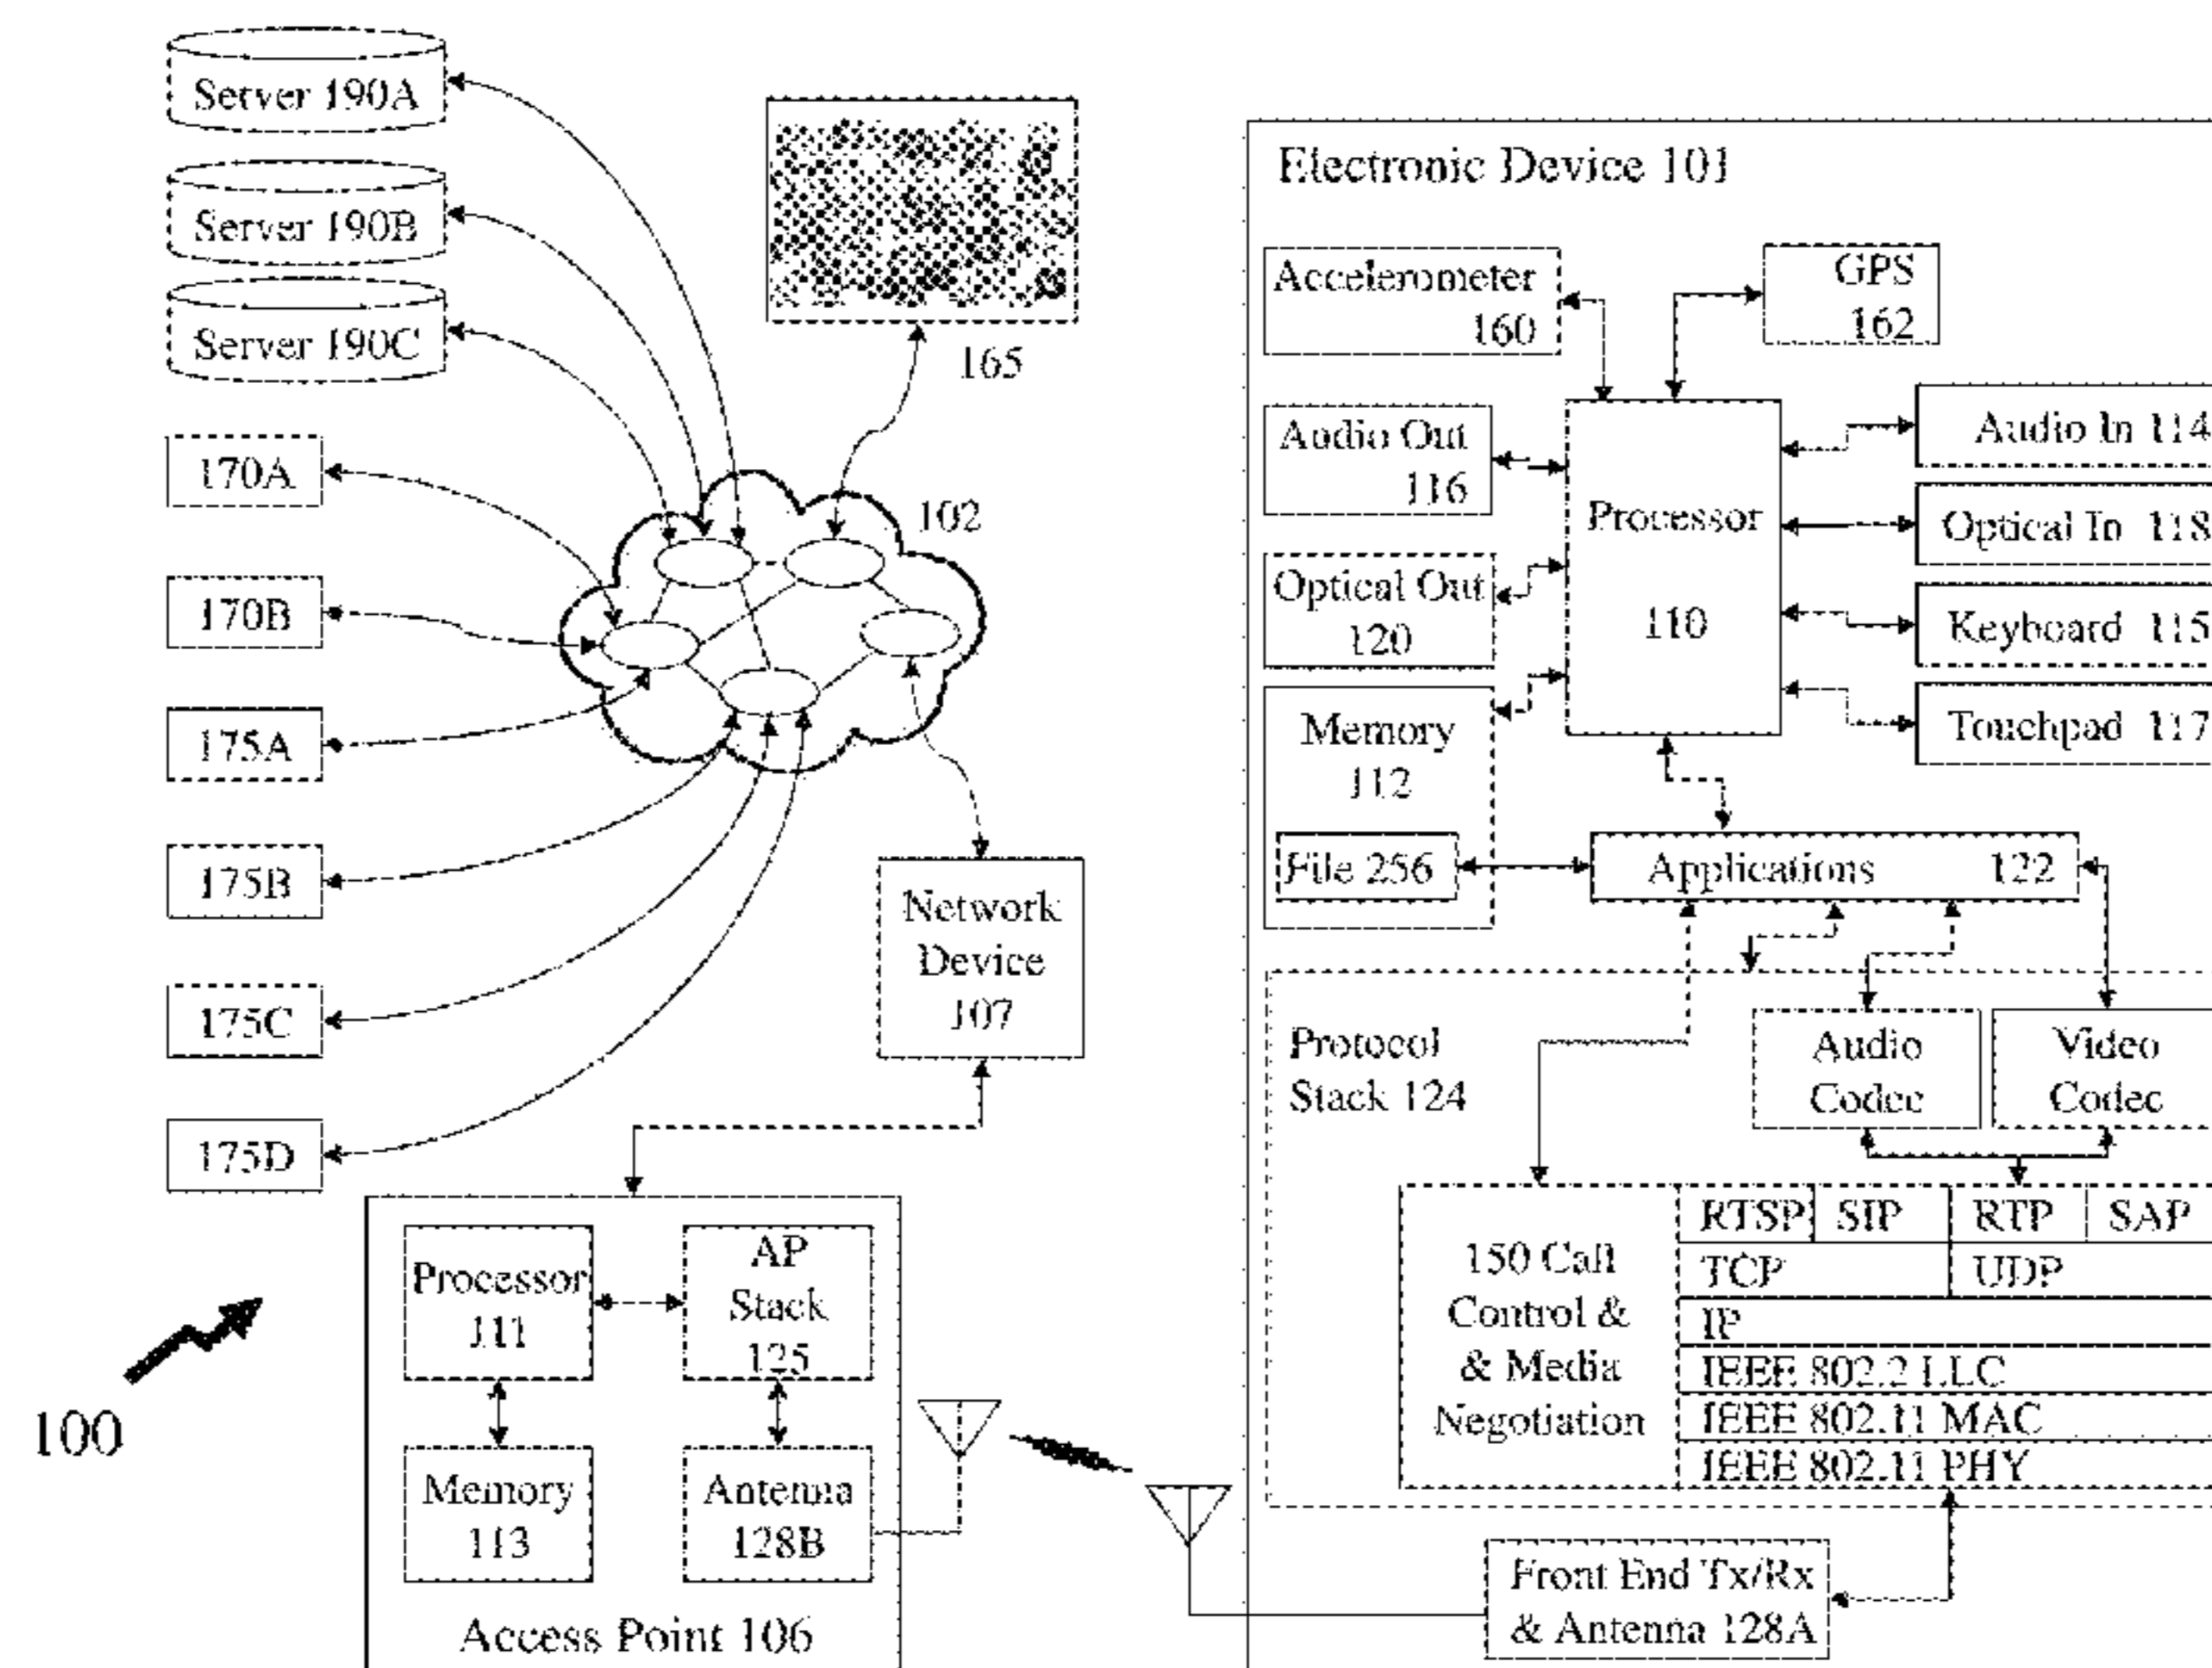 Server 190A
Server 190B
Server 190C
170A
170B
175A
175B
175C
175D
165
102
Network
Device
107
Processor
111
AP
Stack
125
Memory
113
Antenna
128B
Access Point 106
100
Electronic Device 101
Accelerometer
160
GPS
162
Audio Out
116
Optical Out
120
Memory
112
File 256
Processor
110
Audio In 114
Optical In 118
Keyboard 115
Touchpad 117
Applications 122
Protocol
Stack 124
Audio
Codec
Video
Codec
150 Call
Control &
& Media
Negotiation
RTSP SIP RTP SAP
TCP UDP
IP
IEEE 802.2 LLC
IEEE 802.11 MAC
IEEE 802.11 PHY
Front End Tx/Rx
& Antenna 128A